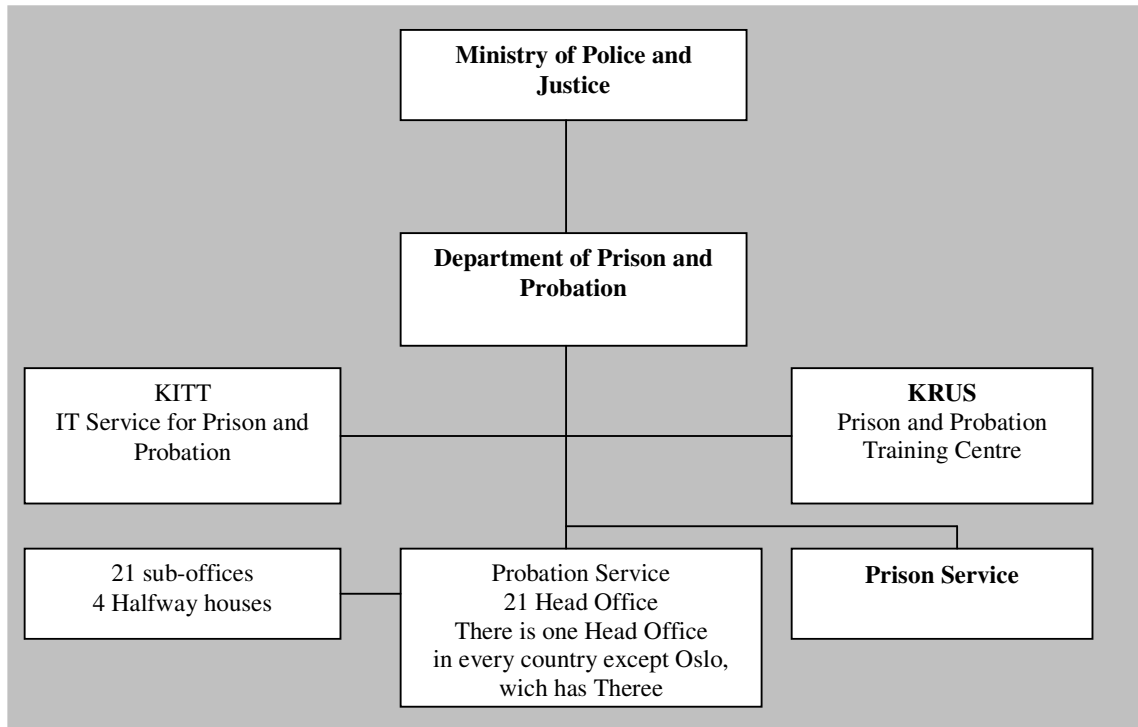 Ministry of Police and
Justice
Department of Prison and
Probation
KITT
IT Service for Prison and
Probation
KRUS
Prison and Probation
Training Centre
21 sub-offices
4 Halfway houses
Probation Service
21 Head Office
There is one Head Office
in every country except Oslo,
wich has Theree
Prison Service